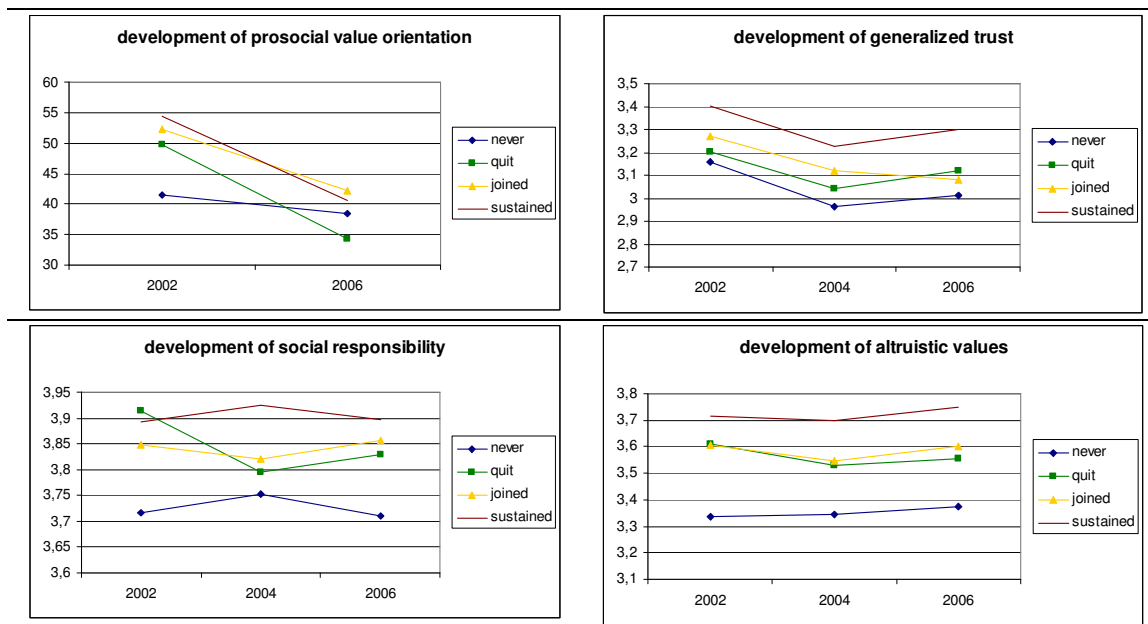 development of prosocial value orientation
60
55
50
45
40
35
30
2002 2006
never
quit
joined
sustained
development of generalized trust
3,5
3,4
3,3
3,2
3,1
3
2,9
2,8
2,7
2002 2004 2006
never
quit
joined
sustained
development of social responsibility
3,95
3,9
3,85
3,8
3,75
3,7
3,65
3,6
2002 2004 2006
never
quit
joined
sustained
development of altruistic values
3,8
3,7
3,6
3,5
3,4
3,3
3,2
3,1
2002 2004 2006
never
quit
joined
sustained